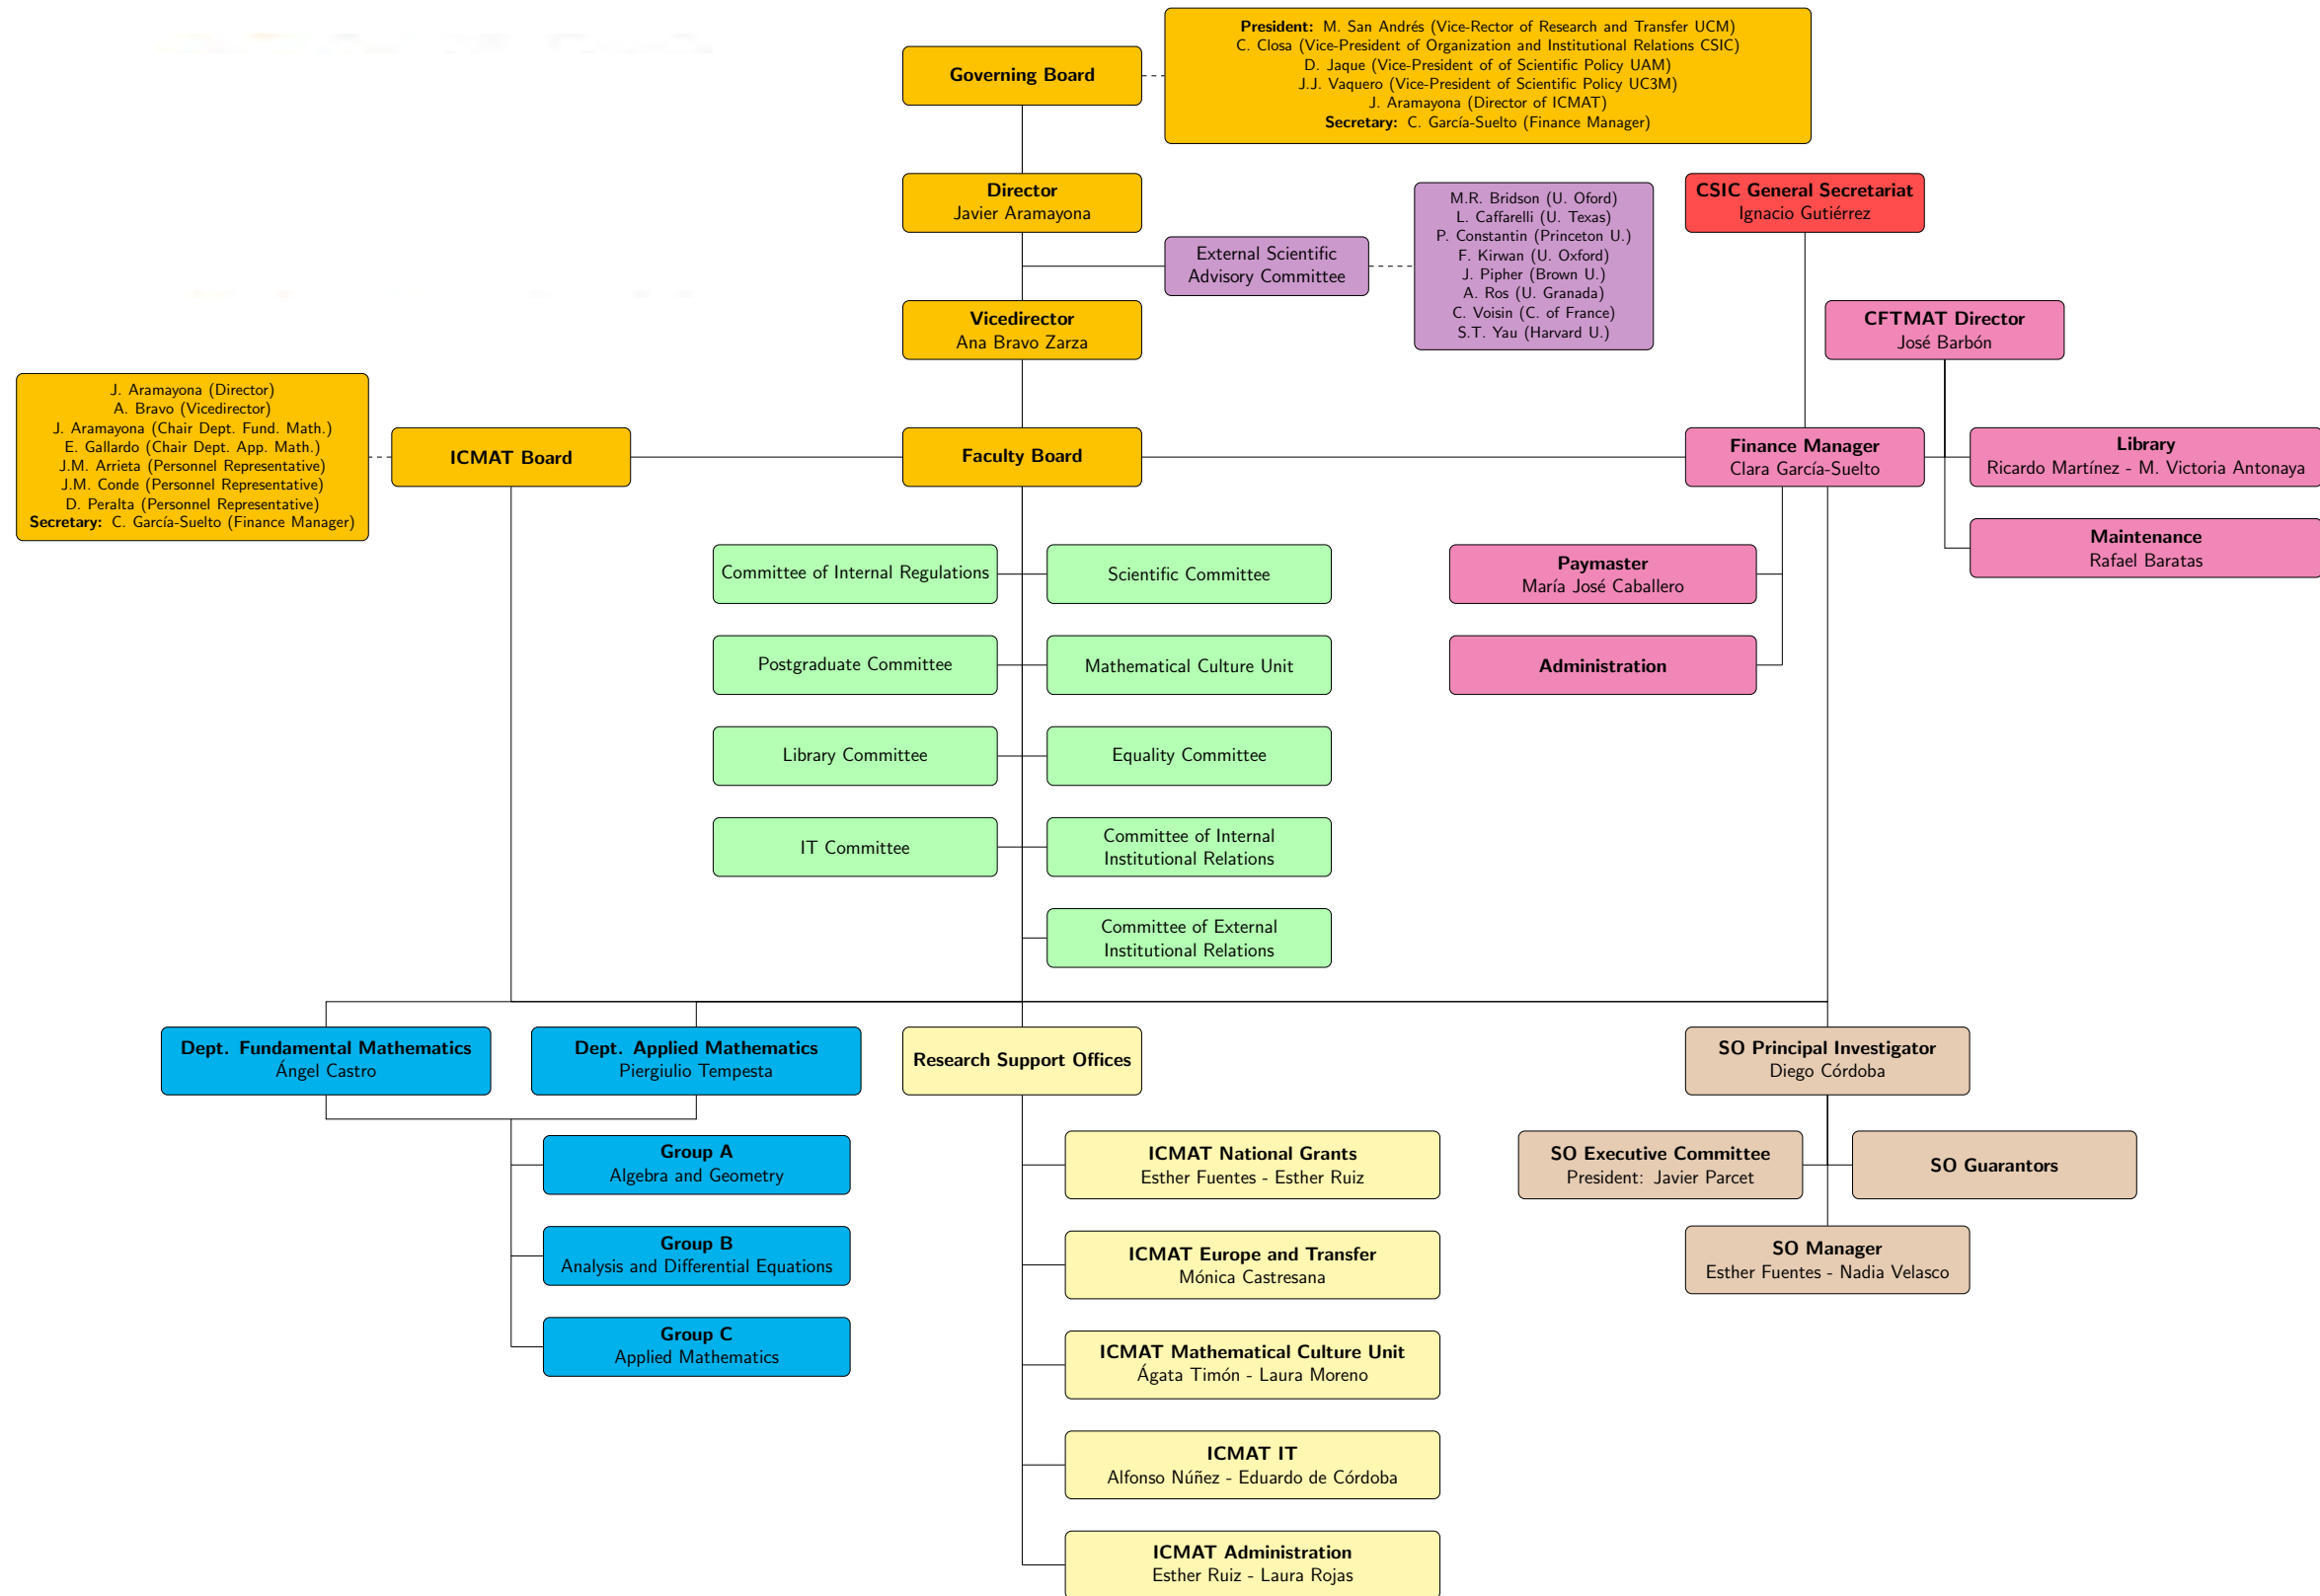 President: M. San Andrés (Vice-Rector of Research and Transfer UCM)
C. Closa (Vice-President of Organization and Institutional Relations CSIC)
D. Jaque (Vice-President of of Scientific Policy UAM)
J.J. Vaquero (Vice-President of Scientific Policy UC3M)
J. Aramayona (Director of ICMAT)
Secretary: C. García-Suelto (Finance Manager)
Governing Board
Director
Javier Aramayona
External Scientific
Advisory Committee
M.R. Bridson (U. Oford)
L. Caffarelli (U. Texas)
P. Constantin (Princeton U.)
F. Kirwan (U. Oxford)
J. Pipher (Brown U.)
A. Ros (U. Granada)
C. Voisin (C. of France)
S.T. Yau (Harvard U.)
CSIC General Secretariat
Ignacio Gutiérrez
Vicedirector
Ana Bravo Zarza
CFTMAT Director
José Barbón
J. Aramayona (Director)
A. Bravo (Vicedirector)
J. Aramayona (Chair Dept. Fund. Math.)
E. Gallardo (Chair Dept. App. Math.)
J.M. Arrieta (Personnel Representative)
J.M. Conde (Personnel Representative)
D. Peralta (Personnel Representative)
Secretary: C. García-Suelto (Finance Manager)
ICMAT Board
Faculty Board
Finance Manager
Clara García-Suelto
Library
Ricardo Martínez - M. Victoria Antonaya
Maintenance
Rafael Baratas
Committee of Internal Regulations
Scientific Committee
Paymaster
María José Caballero
Postgraduate Committee
Mathematical Culture Unit
Administration
Library Committee
Equality Committee
IT Committee
Committee of Internal
Institutional Relations
Committee of External
Institutional Relations
Dept. Fundamental Mathematics
Ángel Castro
Dept. Applied Mathematics
Piergiulio Tempesta
Research Support Offices
SO Principal Investigator
Diego Córdoba
Group A
Algebra and Geometry
ICMAT National Grants
Esther Fuentes - Esther Ruiz
SO Executive Committee
President: Javier Parcet
SO Guarantors
Group B
Analysis and Differential Equations
ICMAT Europe and Transfer
Mónica Castresana
SO Manager
Esther Fuentes - Nadia Velasco
Group C
Applied Mathematics
ICMAT Mathematical Culture Unit
Ágata Timón - Laura Moreno
ICMAT IT
Alfonso Núñez - Eduardo de Córdoba
ICMAT Administration
Esther Ruiz - Laura Rojas